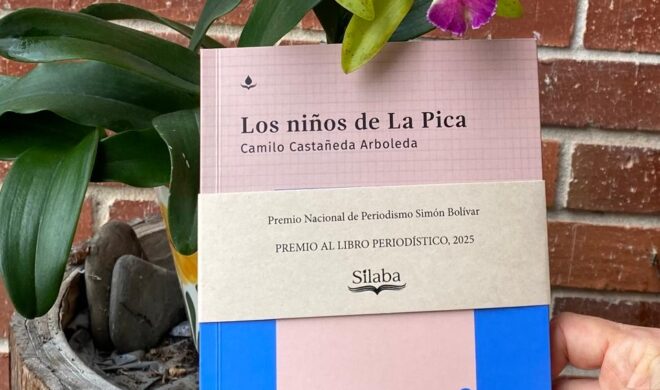 Los niños de La Pica
Camilo Castañeda Arboleda
Premio Nacional de Periodismo Simón Bolívar
PREMIO AL LIBRO PERIODÍSTICO, 2025
Sílaba